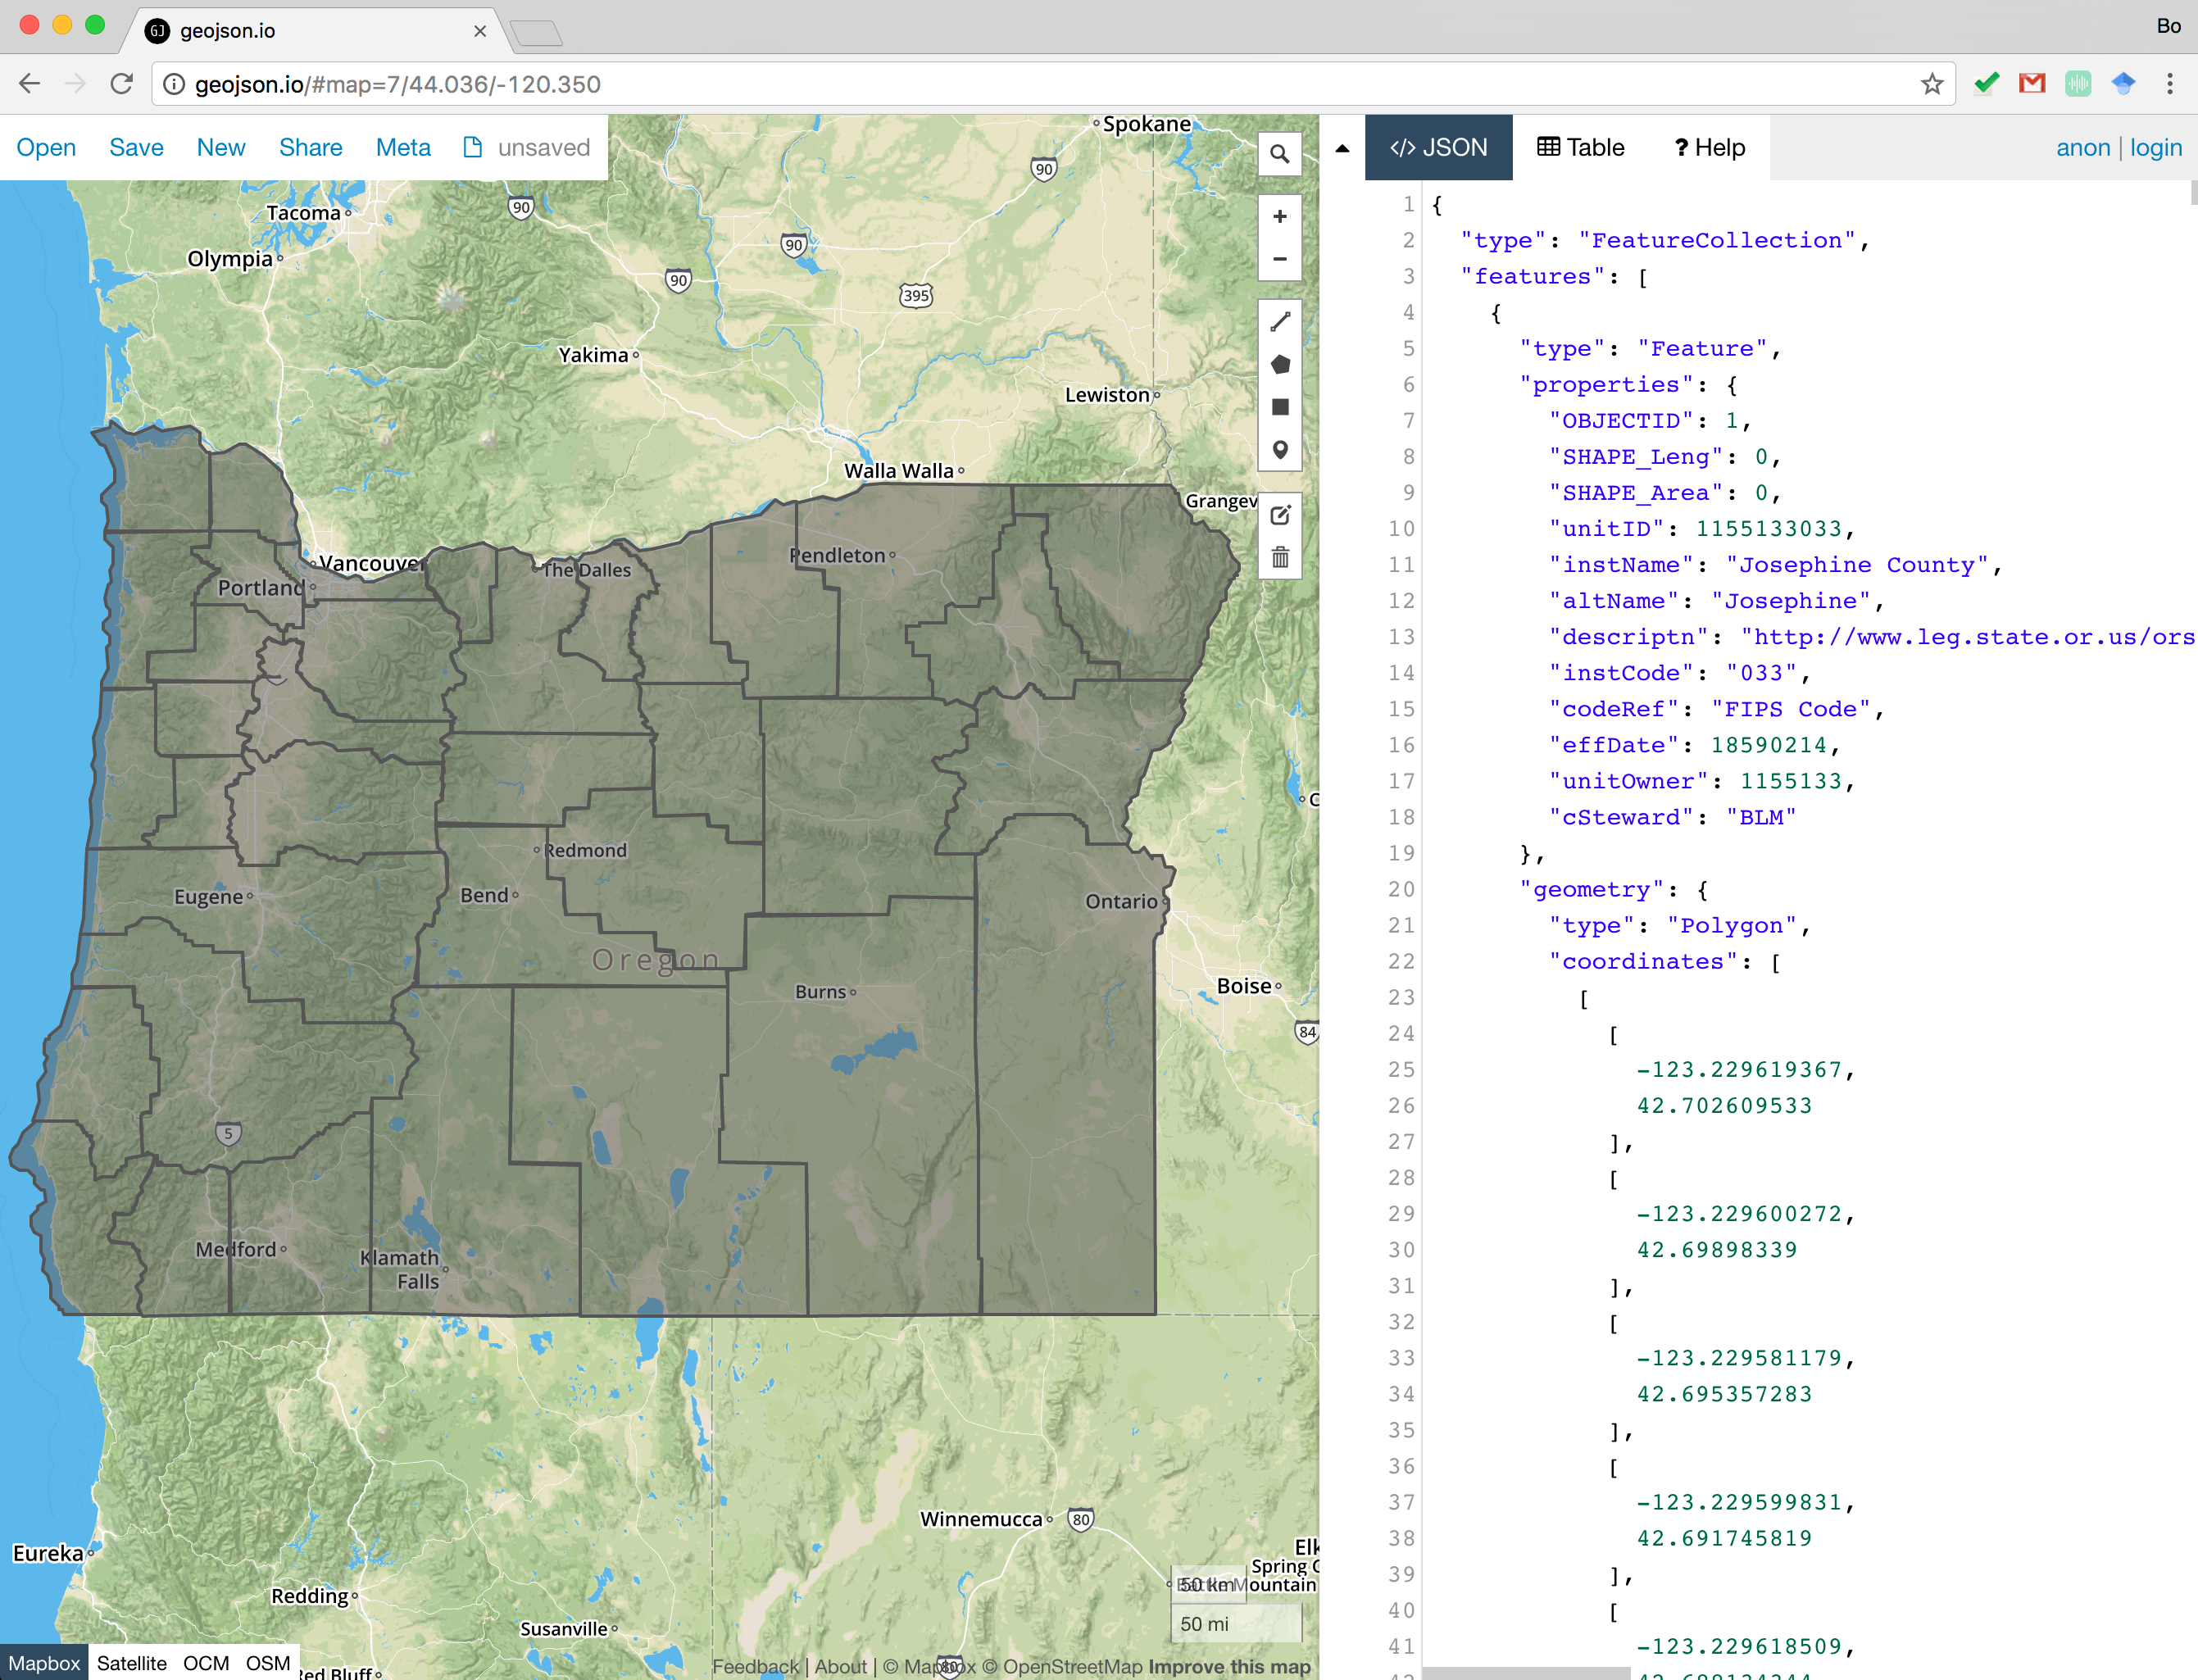 GJ geojson.io
Bo
geojson.io/#map=7/44.036/-120.350
Open Save New Share Meta unsaved
</> JSON Table ? Help
anon | login
Spokane
90
Tacoma
90
90
Olympia
90
395
Yakima
Lewiston
Walla Walla
Grangev
Vancouver
Pendleton
The Dalles
Portland
Redmond
Bend
Eugene
Ontario
Oregon
Burns
Boise
84
5
Medford
Klamath
Falls
Winnemucca
80
Eureka
Elk
Spring C
50 km
Mountain
Redding
50 mi
Susanville
80
Mapbox Satellite OCM OSM
Red Bluff
Feedback | About | © Mapbox © OpenStreetMap Improve this map
1 {
2 "type": "FeatureCollection",
3 "features": [
4 {
5 "type": "Feature",
6 "properties": {
7 "OBJECTID": 1,
8 "SHAPE_Leng": 0,
9 "SHAPE_Area": 0,
10 "unitID": 1155133033,
11 "instName": "Josephine County",
12 "altName": "Josephine",
13 "descriptn": "http://www.leg.state.or.us/ors
14 "instCode": "033",
15 "codeRef": "FIPS Code",
16 "effDate": 18590214,
17 "unitOwner": 1155133,
18 "cSteward": "BLM"
19 },
20 "geometry": {
21 "type": "Polygon",
22 "coordinates": [
23 [
24 [
25 -123.229619367,
26 42.702609533
27 ],
28 [
29 -123.229600272,
30 42.69898339
31 ],
32 [
33 -123.229581179,
34 42.695357283
35 ],
36 [
37 -123.229599831,
38 42.691745819
39 ],
40 [
41 -123.229618509,